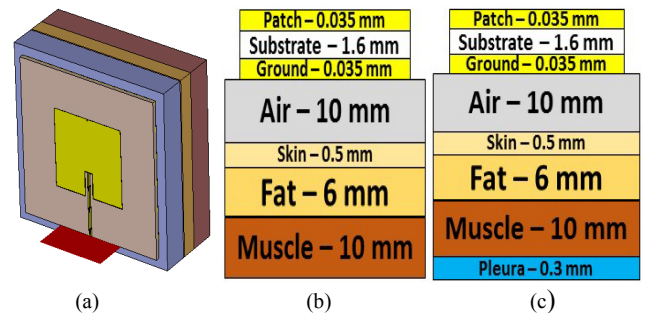 Patch – 0.035 mm
Substrate – 1.6 mm
Ground – 0.035 mm
Air – 10 mm
Skin – 0.5 mm
Fat – 6 mm
Muscle – 10 mm
Patch – 0.035 mm
Substrate – 1.6 mm
Ground – 0.035 mm
Air – 10 mm
Skin – 0.5 mm
Fat – 6 mm
Muscle – 10 mm
Pleura – 0.3 mm
(a)
(b)
(c)